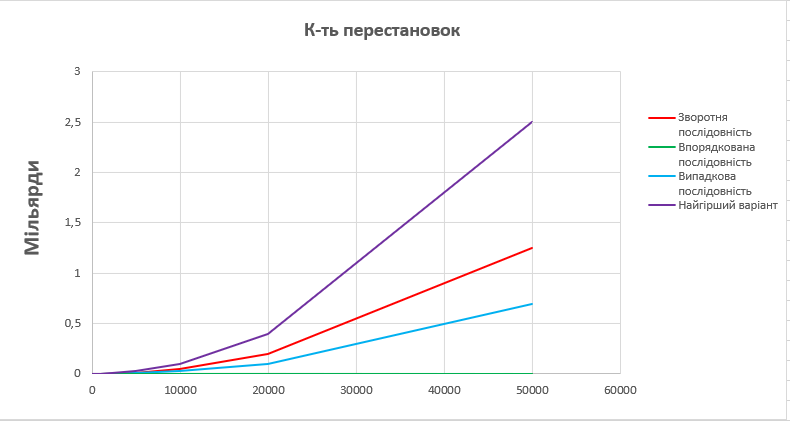 К-ть перестановок
3
2,5
2
1,5
1
0,5
0
Мільярди
0 10000 20000 30000 40000 50000 60000
Зворотня
послідовність
Впорядкована
послідовність
Випадкова
послідовність
Найгірший варіант